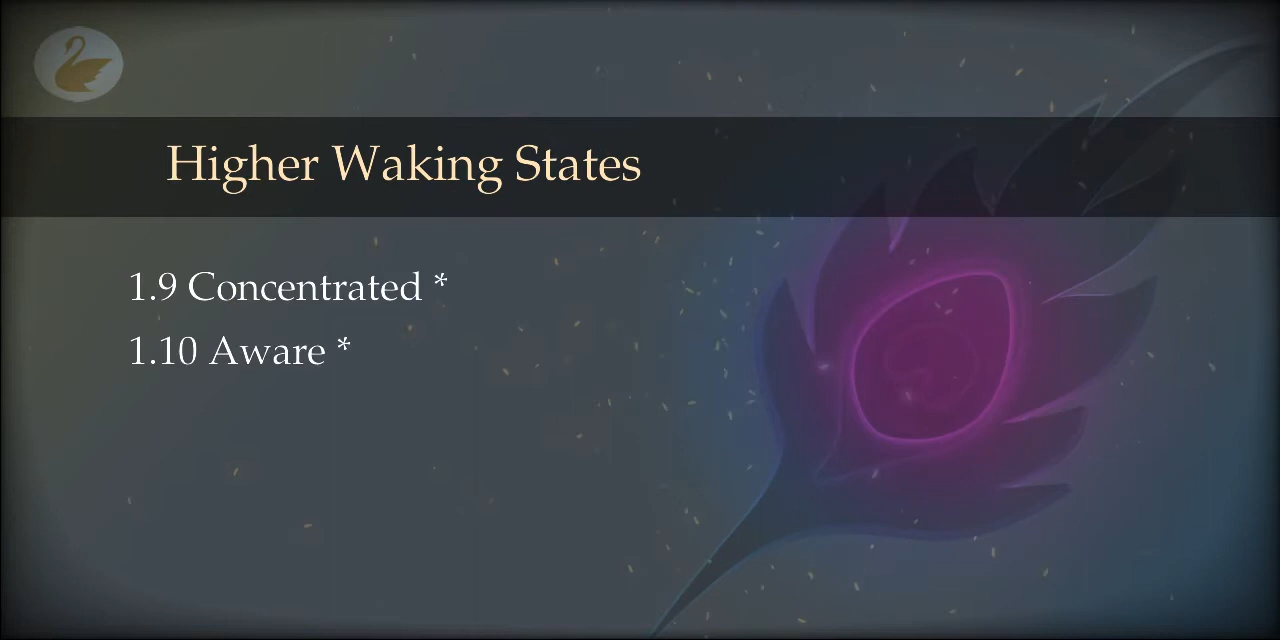 Higher Waking States
1.9 Concentrated *
1.10 Aware *